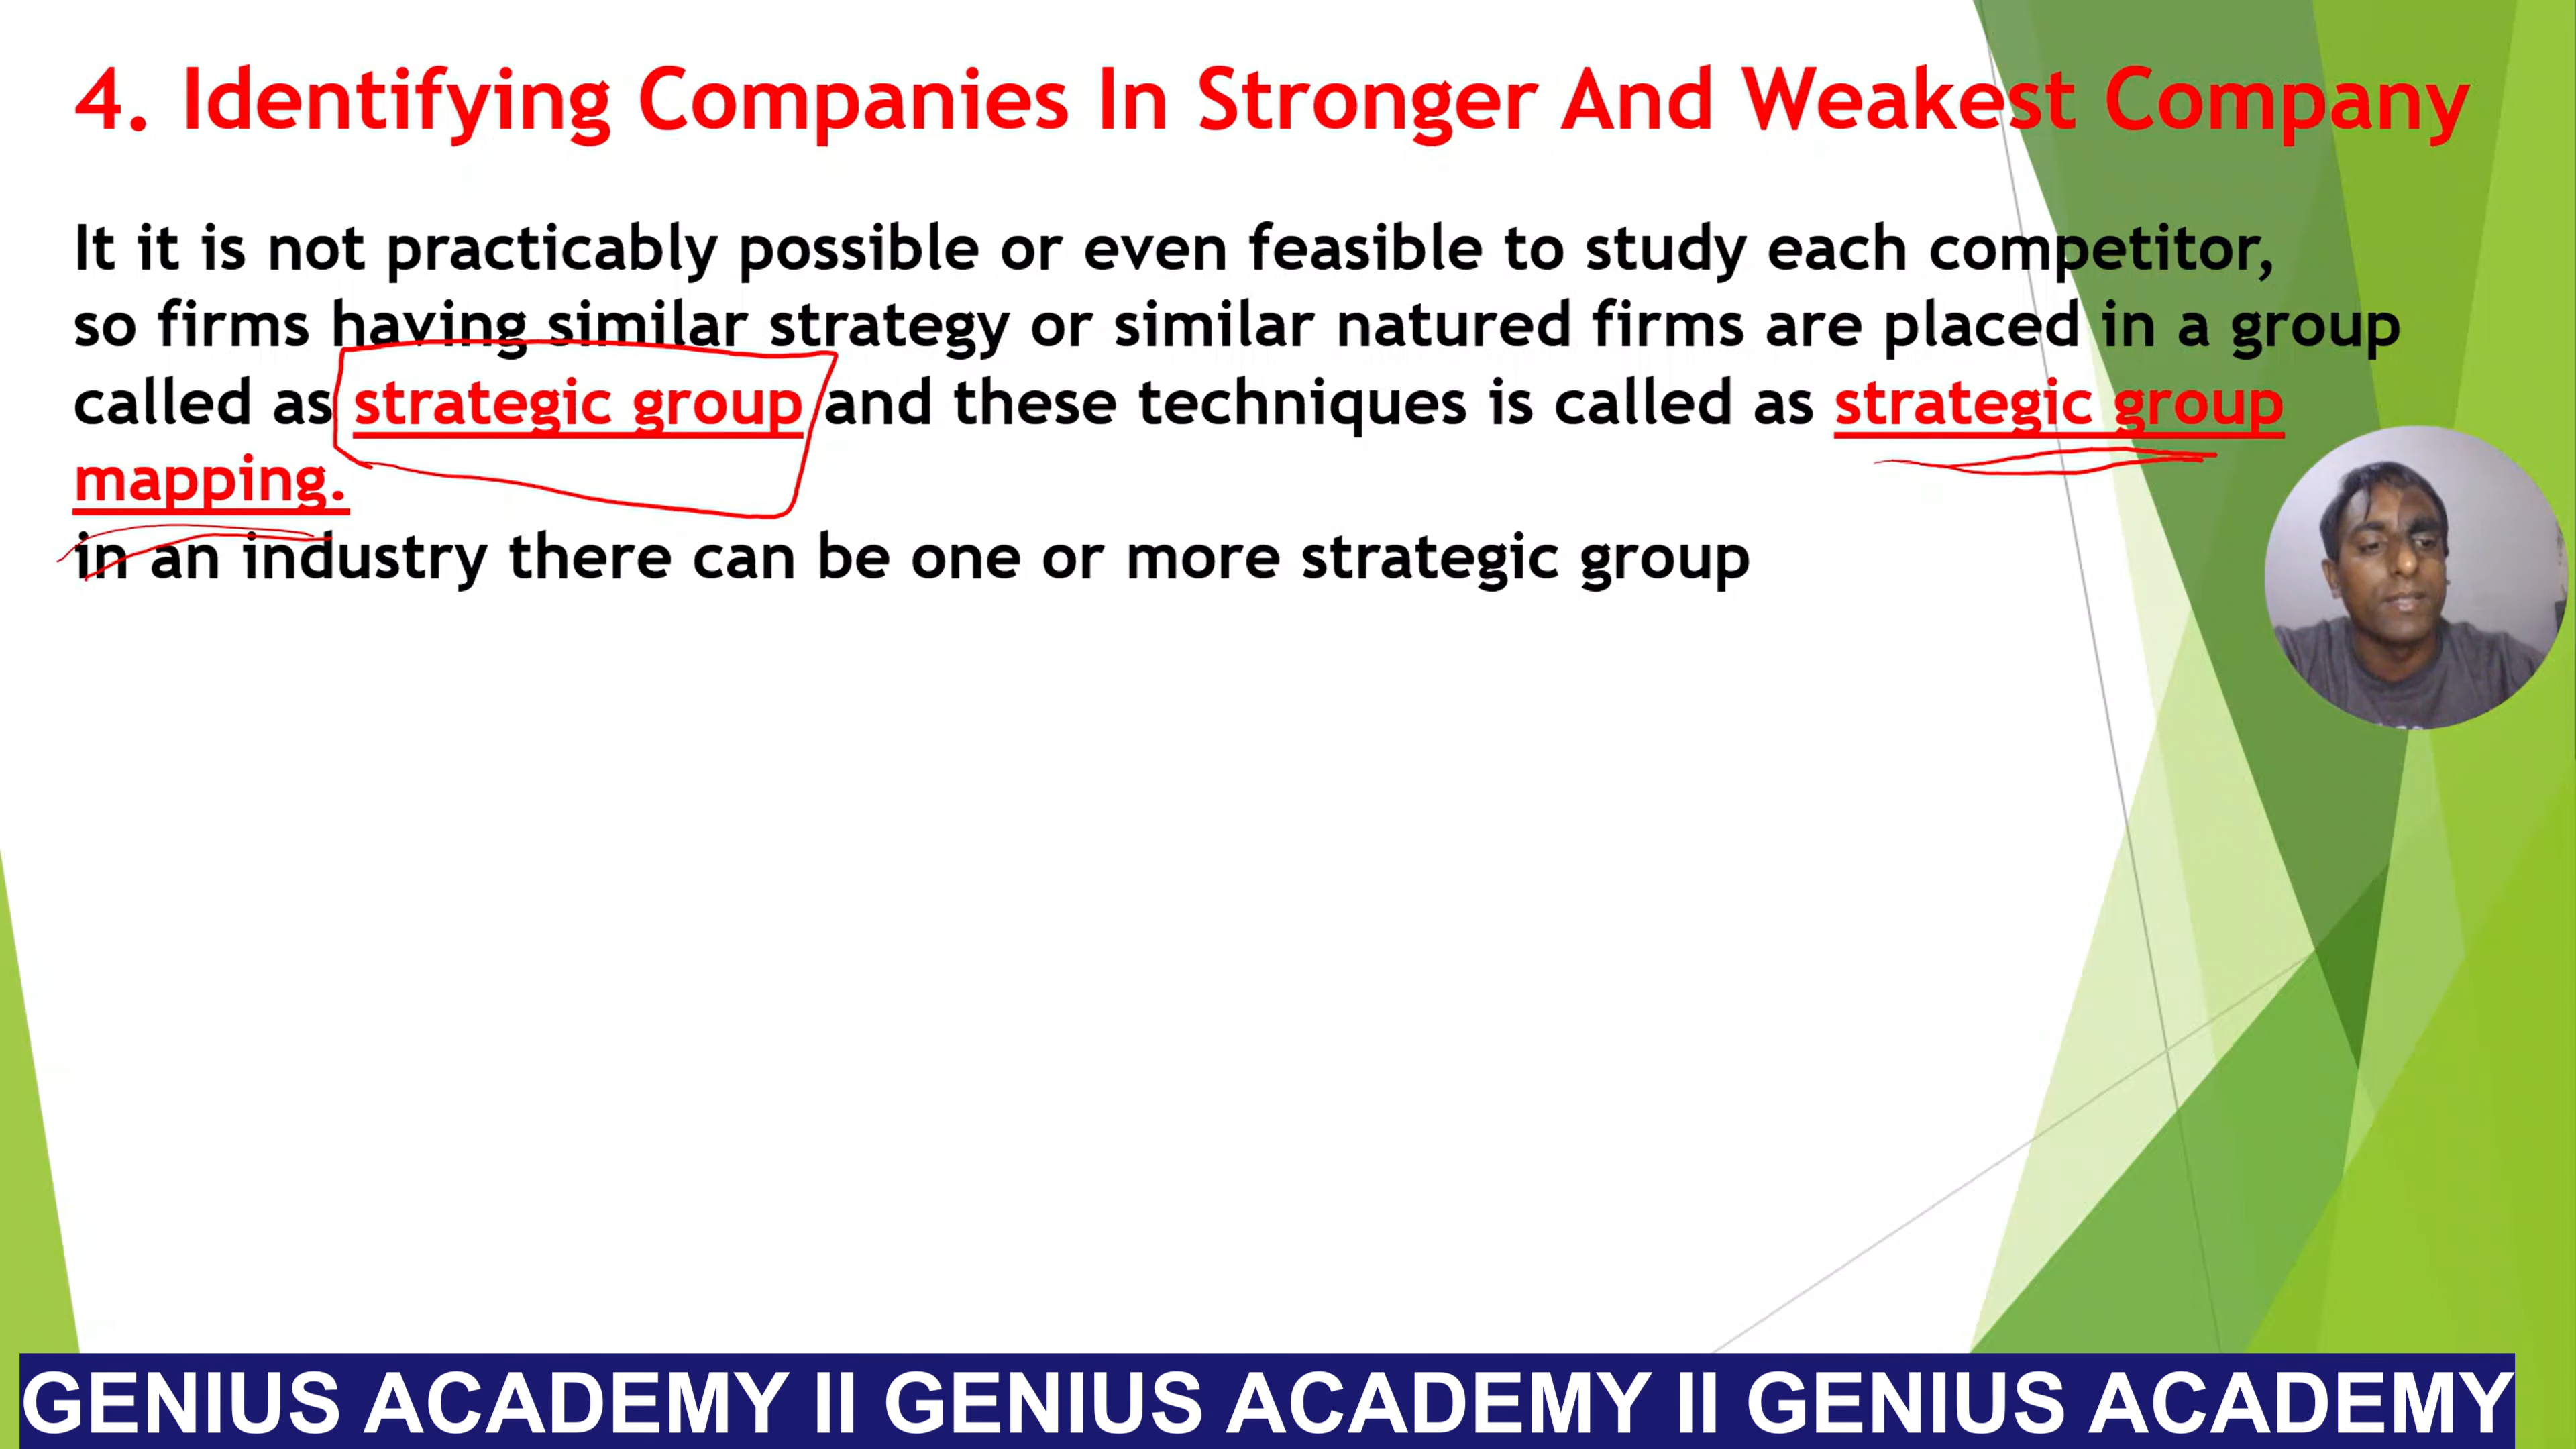 4. Identifying Companies In Stronger And Weakest Company
It it is not practicably possible or even feasible to study each competitor,
so firms having similar strategy or similar natured firms are placed in a group
called as strategic group and these techniques is called as strategic group
mapping.
in an industry there can be one or more strategic group
GENIUS ACADEMY II GENIUS ACADEMY II GENIUS ACADEMY